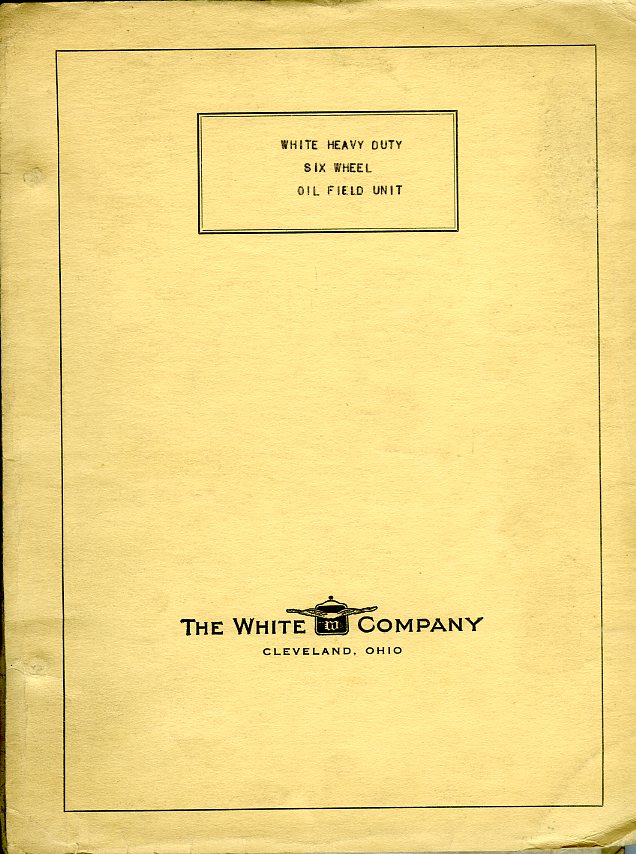 WHITE HEAVY DUTY
SIX WHEEL
OIL FIELD UNIT
THE WHITE W COMPANY
CLEVELAND, OHIO